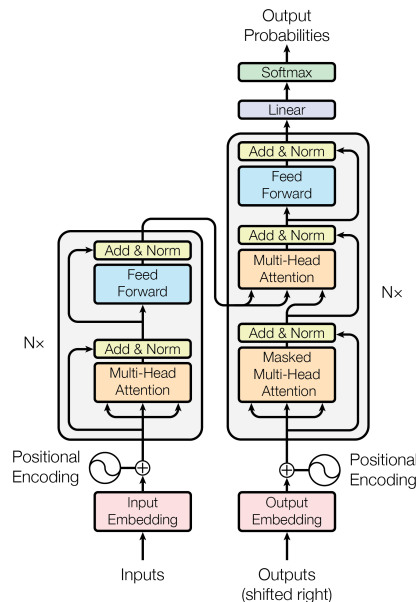 Output
Probabilities
Softmax
Linear
Add & Norm
Feed
Forward
Add & Norm
Multi-Head
Attention
Add & Norm
Masked
Multi-Head
Attention
N×
Add & Norm
Feed
Forward
Add & Norm
Multi-Head
Attention
N×
Positional
Encoding
Positional
Encoding
Input
Embedding
Output
Embedding
Inputs
Outputs
(shifted right)